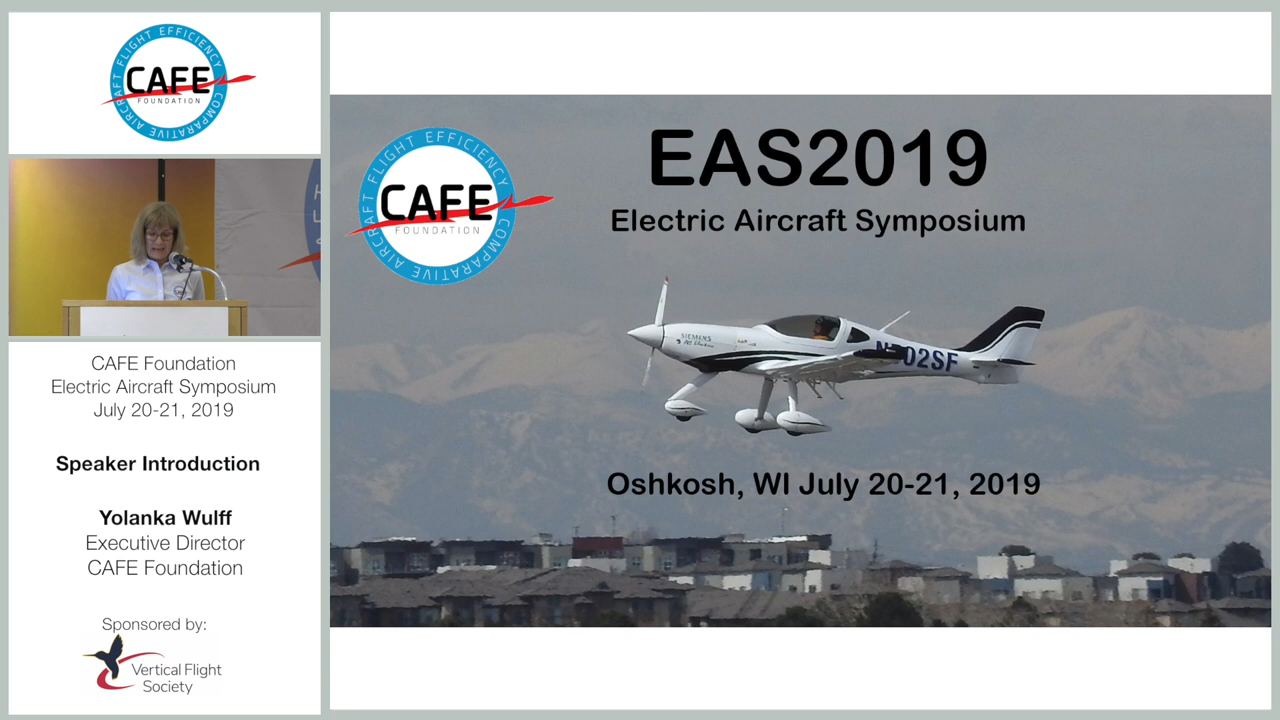 AIRCRAFT FLIGHT EFFICIENCY COMPARATIVE
CAFE
FOUNDATION
CAFE Foundation
Electric Aircraft Symposium
July 20-21, 2019
Speaker Introduction
Yolanka Wulff
Executive Director
CAFE Foundation
Sponsored by:
Vertical Flight
Society
EAS2019
Electric Aircraft Symposium
AIRCRAFT FLIGHT EFFICIENCY COMPARATIVE
CAFE
FOUNDATION
SIEMENS
02SF
Oshkosh, WI July 20-21, 2019